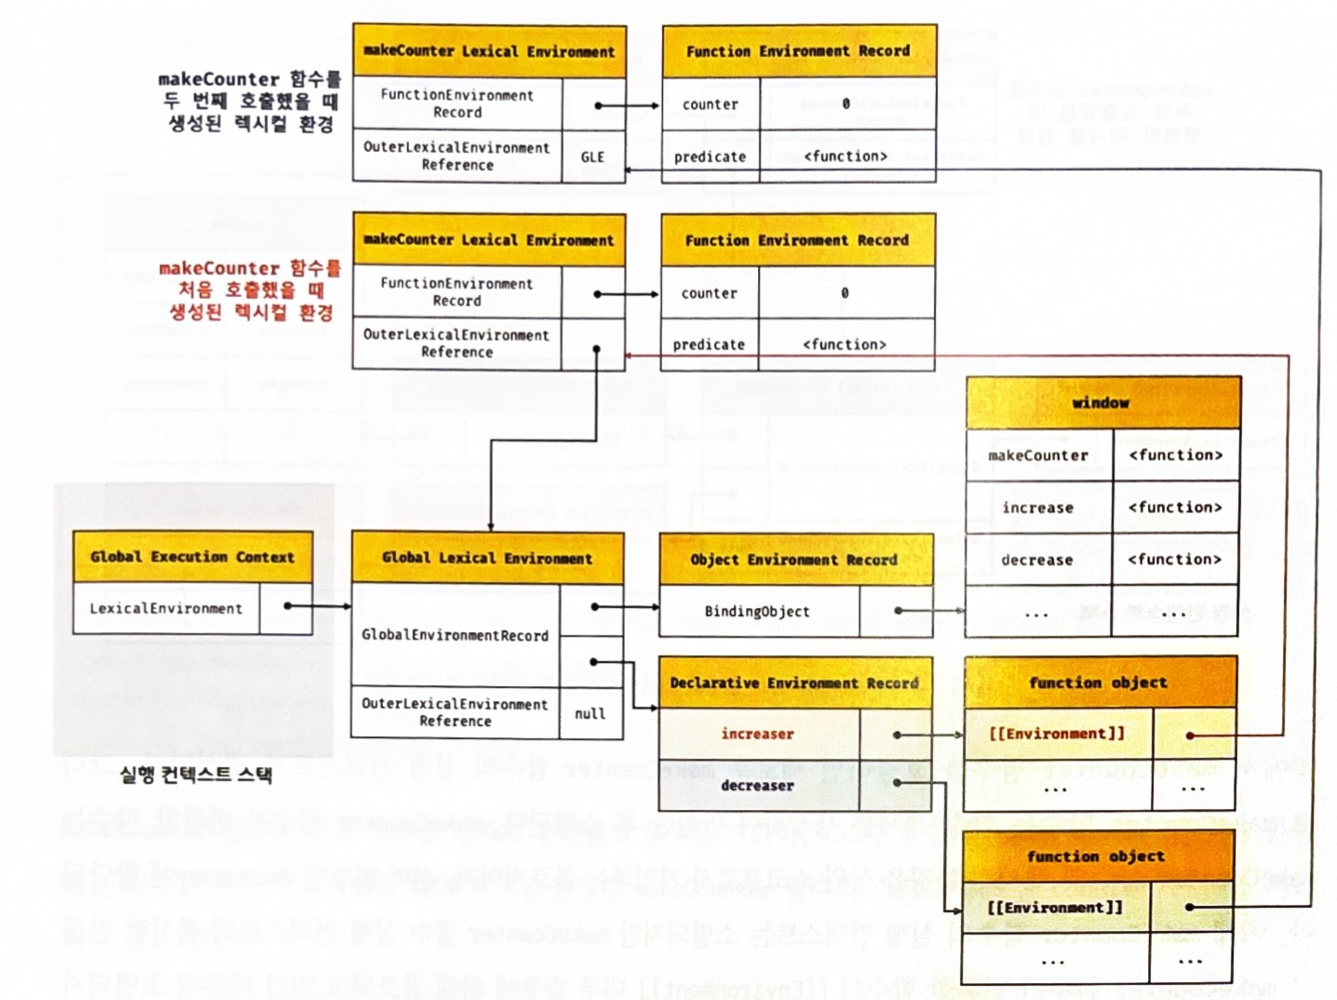 makeCounter 함수를
두 번째 호출했을 때
생성된 렉시컬 환경
makeCounter Lexical Environment
FunctionEnvironment
Record
OuterLexicalEnvironment
Reference
GLE
Function Environment Record
counter
0
predicate
<function>
makeCounter 함수를
처음 호출했을 때
생성된 렉시컬 환경
makeCounter Lexical Environment
FunctionEnvironment
Record
OuterLexicalEnvironment
Reference
Function Environment Record
counter
0
predicate
<function>
window
makeCounter
<function>
increase
<function>
decrease
<function>
...
...
Global Execution Context
LexicalEnvironment
실행 컨텍스트 스택
Global Lexical Environment
GlobalEnvironmentRecord
OuterLexicalEnvironment
Reference
null
Object Environment Record
BindingObject
Declarative Environment Record
increaser
decreaser
function object
[[Environment]]
...
...
function object
[[Environment]]
...
...